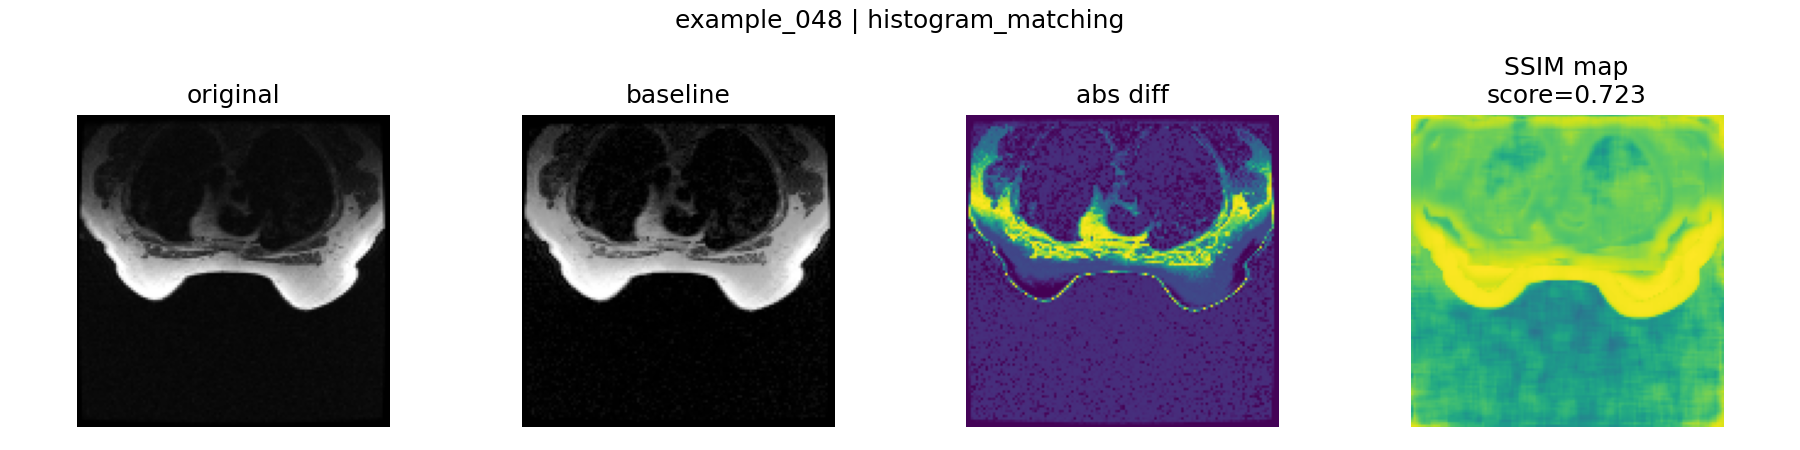 example_048 | histogram_matching
original
baseline
abs diff
SSIM map
score=0.723